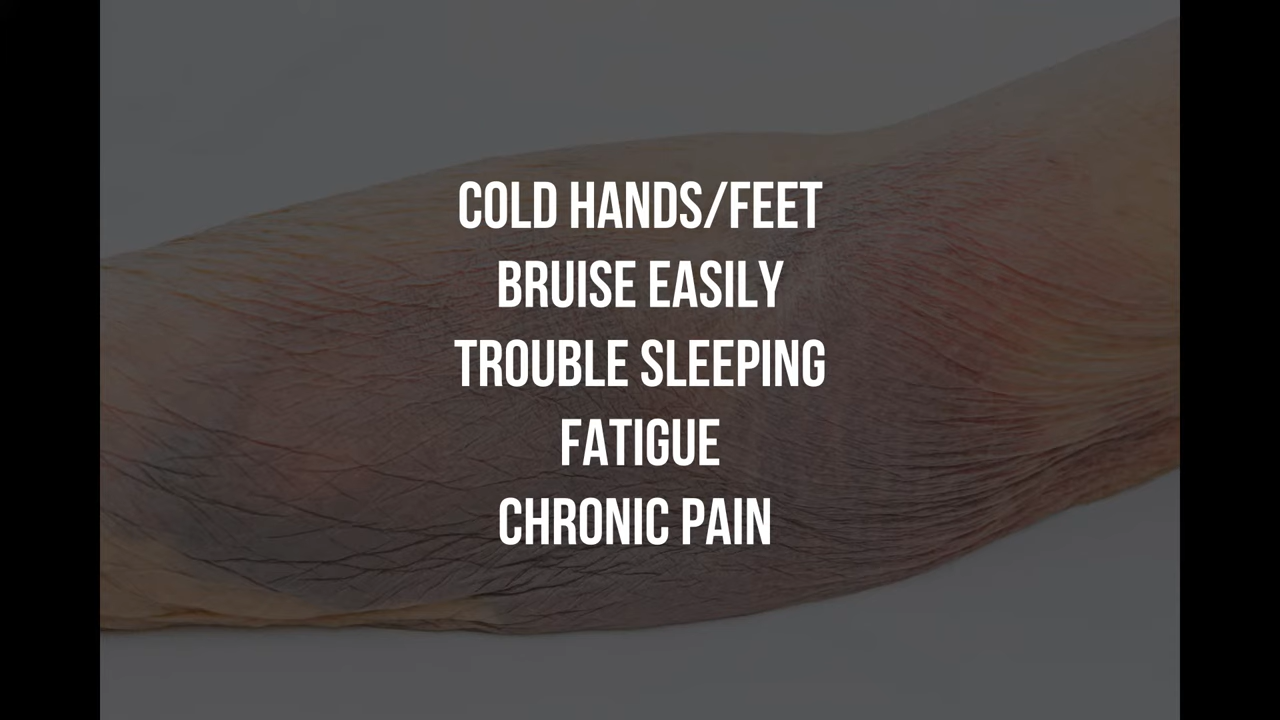 COLD HANDS/FEET
BRUISE EASILY
TROUBLE SLEEPING
FATIGUE
CHRONIC PAIN